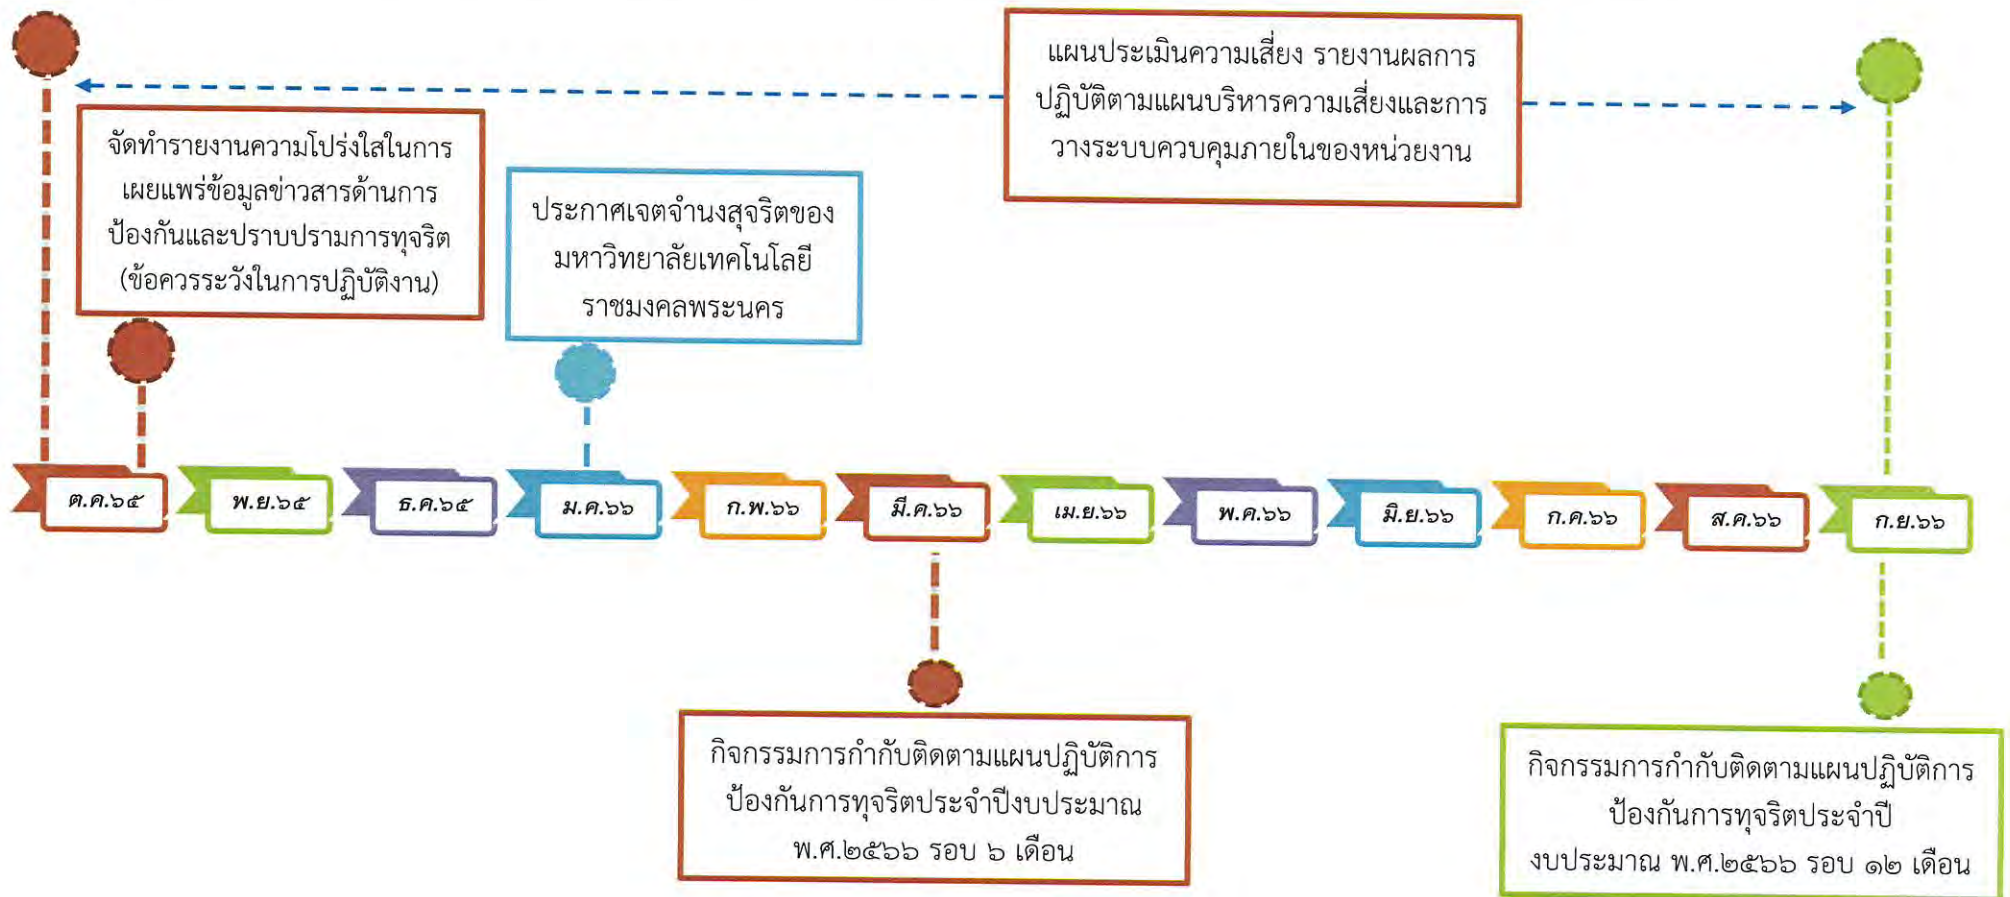 แผนประเมินความเสี่ยง รายงานผลการ
ปฏิบัติตามแผนบริหารความเสี่ยงและการ
วางระบบควบคุมภายในของหน่วยงาน
จัดทำรายงานความโปร่งใสในการ
เผยแพร่ข้อมูลข่าวสารด้านการ
ป้องกันและปราบปรามการทุจริต
(ข้อควรระวังในการปฏิบัติงาน)
ประกาศเจตจำนงสุจริตของ
มหาวิทยาลัยเทคโนโลยี
ราชมงคลพระนคร
ต.ค.๖๕
พ.ย.๖๕
ธ.ค.๖๕
ม.ค.๖๖
ก.พ.๖๖
มี.ค.๖๖
เม.ย.๖๖
พ.ค.๖๖
มิ.ย.๖๖
ก.ค.๖๖
ส.ค.๖๖
ก.ย.๖๖
กิจกรรมการกำกับติดตามแผนปฏิบัติการ
ป้องกันการทุจริตประจำปีงบประมาณ
พ.ศ.๒๕๖๖ รอบ ๖ เดือน
กิจกรรมการกำกับติดตามแผนปฏิบัติการ
ป้องกันการทุจริตประจำปี
งบประมาณ พ.ศ.๒๕๖๖ รอบ ๑๒ เดือน